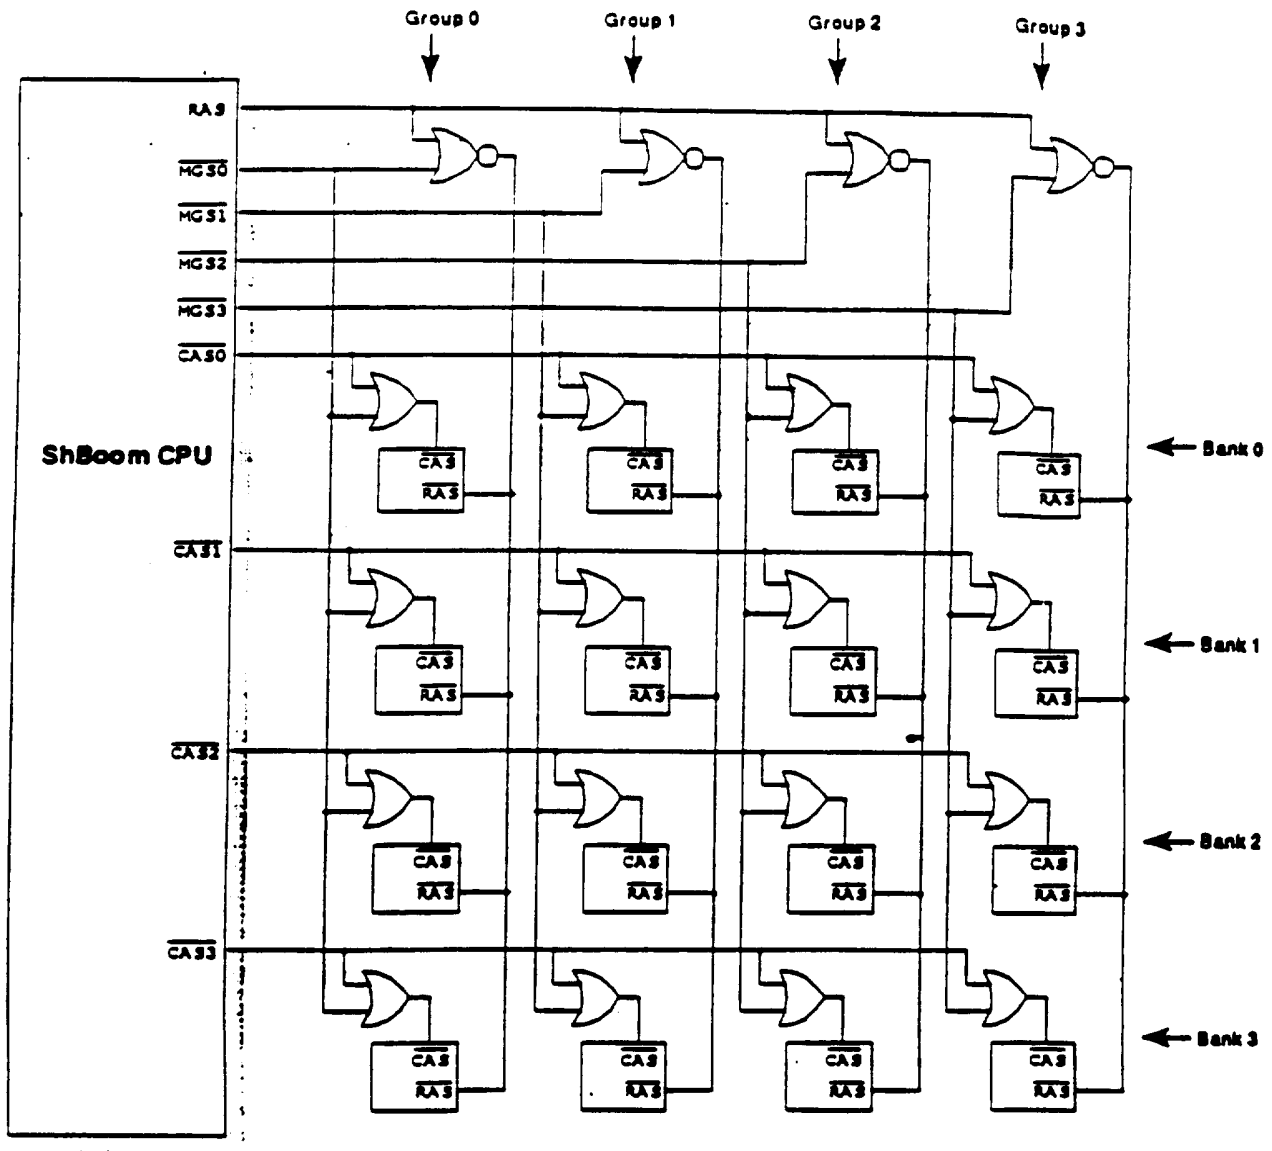 Group 0
Group 1
Group 2
Group 3
RAS
MGS0
MGS1
MGS2
MGS3
CAS0
ShBoom CPU
CAS
RAS
CAS
RAS
CAS
RAS
CAS
RAS
Bank 0
CAS1
CAS
RAS
CAS
RAS
CAS
RAS
CAS
RAS
Bank 1
CAS2
CAS
RAS
CAS
RAS
CAS
RAS
CAS
RAS
Bank 2
CAS3
CAS
RAS
CAS
RAS
CAS
RAS
CAS
RAS
Bank 3